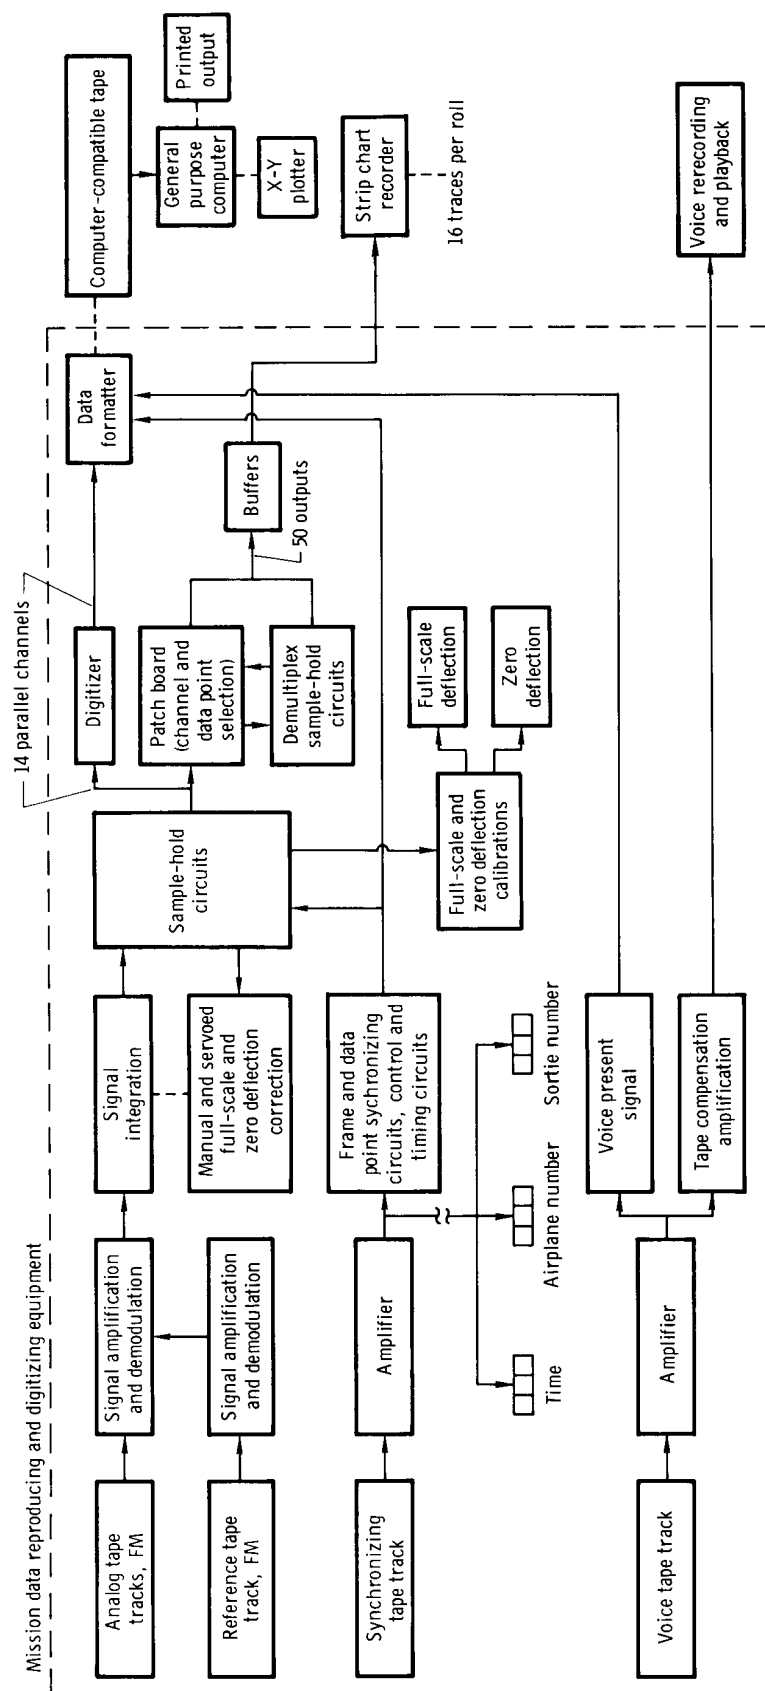 Mission data reproducing and digitizing equipment
Analog tape
tracks, FM
Signal amplification
and demodulation
Signal
integration
Sample-hold
circuits
14 parallel channels
Digitizer
Data
formatter
Computer-compatible tape
General
purpose
computer
Printed
output
X-Y
plotter
Reference tape
track, FM
Signal amplification
and demodulation
Manual and servoed
full-scale and
zero deflection
correction
Patch board
(channel and
data point
selection)
Demultiplex
sample-hold
circuits
Buffers
50 outputs
Strip chart
recorder
16 traces per roll
Synchronizing
tape track
Amplifier
Frame and data
point sychronizing
circuits, control and
timing circuits
Full-scale and
zero deflection
calibrations
Full-scale
deflection
Zero
deflection
Time
Airplane number
Sortie number
Voice tape track
Amplifier
Voice present
signal
Tape compensation
amplification
Voice rerecording
and playback